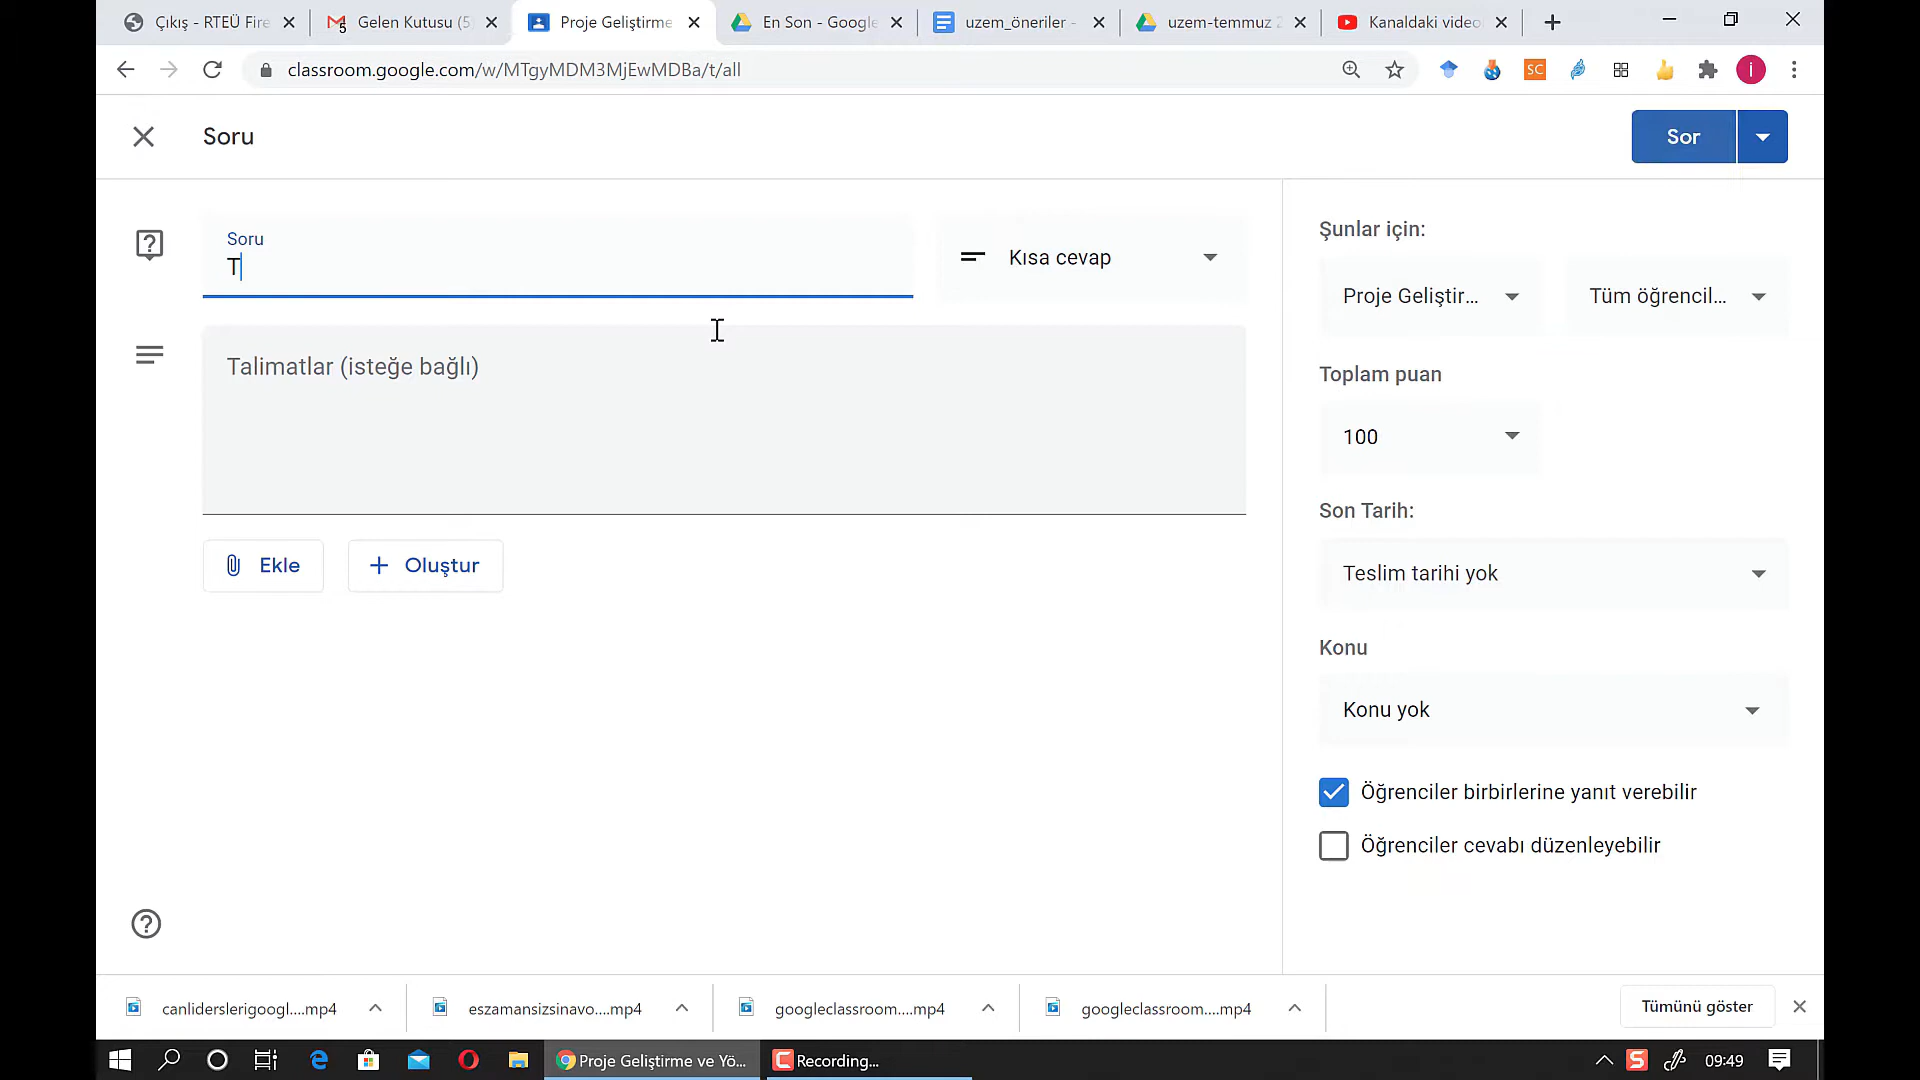 Çıkış - RTEÜ Fire
Gelen Kutusu (5
Proje Geliştirme
En Son - Google
uzem_öneriler -
uzem-temmuz 2
Kanaldaki video
classroom.google.com/w/MTgyMDM3MjEwMDBa/t/all
SC
i
Soru
Sor
Soru
T
Kısa cevap
Talimatlar (isteğe bağlı)
Ekle
Oluştur
Şunlar için:
Proje Geliştir...
Tüm öğrencil...
Toplam puan
100
Son Tarih:
Teslim tarihi yok
Konu
Konu yok
Öğrenciler birbirlerine yanıt verebilir
Öğrenciler cevabı düzenleyebilir
canliderslerigoogl....mp4
eszamansizsinavo....mp4
googleclassroom....mp4
googleclassroom....mp4
Tümünü göster
Proje Geliştirme ve Yö...
Recording...
09:49